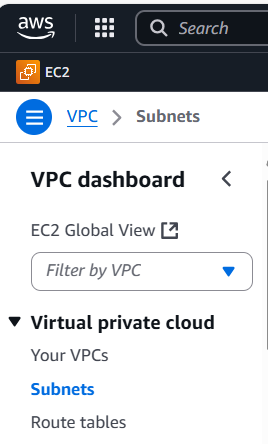 aws
Search
EC2
VPC > Subnets
VPC dashboard
EC2 Global View
Filter by VPC
Virtual private cloud
Your VPCs
Subnets
Route tables